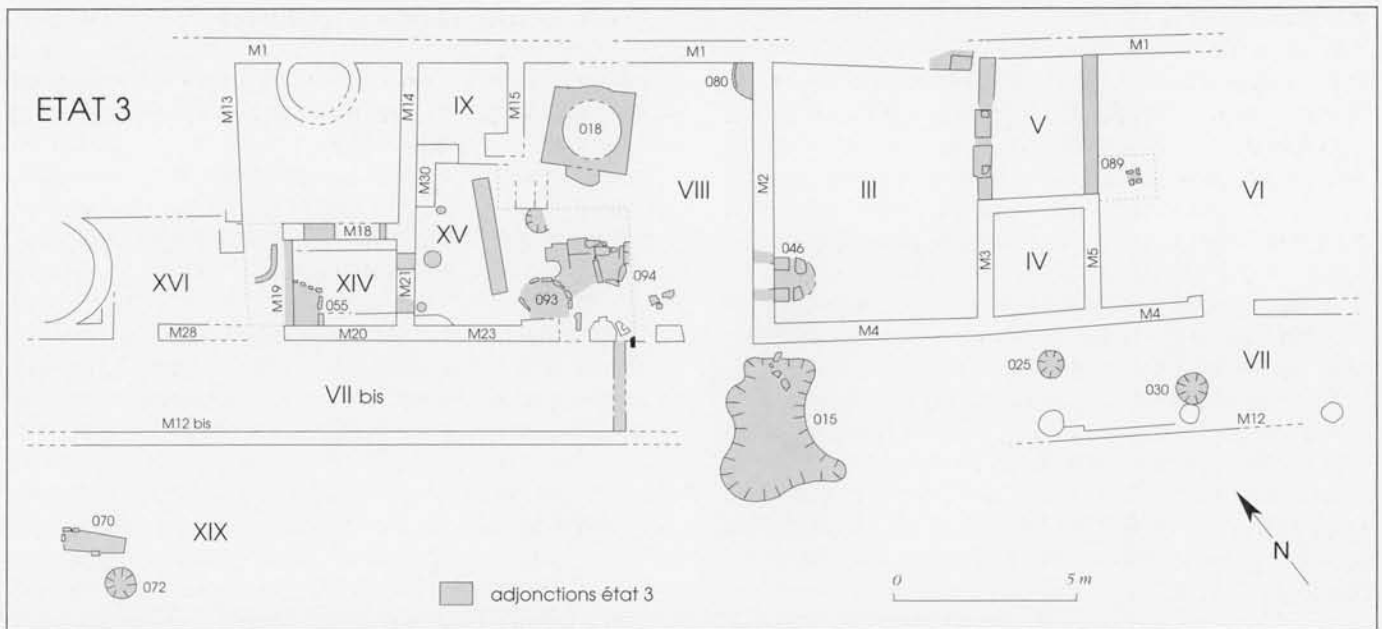 M1
M1
M1
ETAT 3
M13
M14
IX
M15
018
080
M2
V
089
VIII
III
VI
M30
M18
XV
046
M3
IV
M5
XVI
M19
XIV
M21
055
093
094
M28
M20
M23
M4
M4
VII
025
030
VII bis
M12 bis
015
M12
070
XIX
072
N
adjonctions état 3
0
5 m